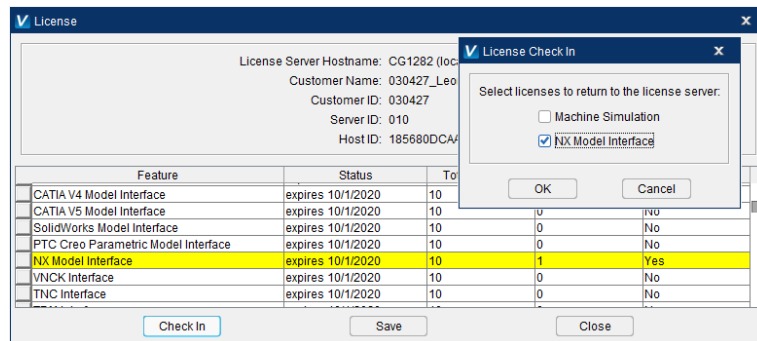 License
License Server Hostname: CG1282 (loc
Customer Name: 030427_Leo
Customer ID: 030427
Server ID: 010
Host ID: 185680DCAA
License Check In
Select licenses to return to the license server:
Machine Simulation
NX Model Interface
OK Cancel
Feature Status
CATIA V4 Model Interface expires 10/1/2020 10
CATIA V5 Model Interface expires 10/1/2020 10 0 No
SolidWorks Model Interface expires 10/1/2020 10 0 No
PTC Creo Parametric Model Interface expires 10/1/2020 10 0 No
NX Model Interface expires 10/1/2020 10 1 Yes
VNCK Interface expires 10/1/2020 10 0 No
TNC Interface expires 10/1/2020 10 0 No
Check In Save Close